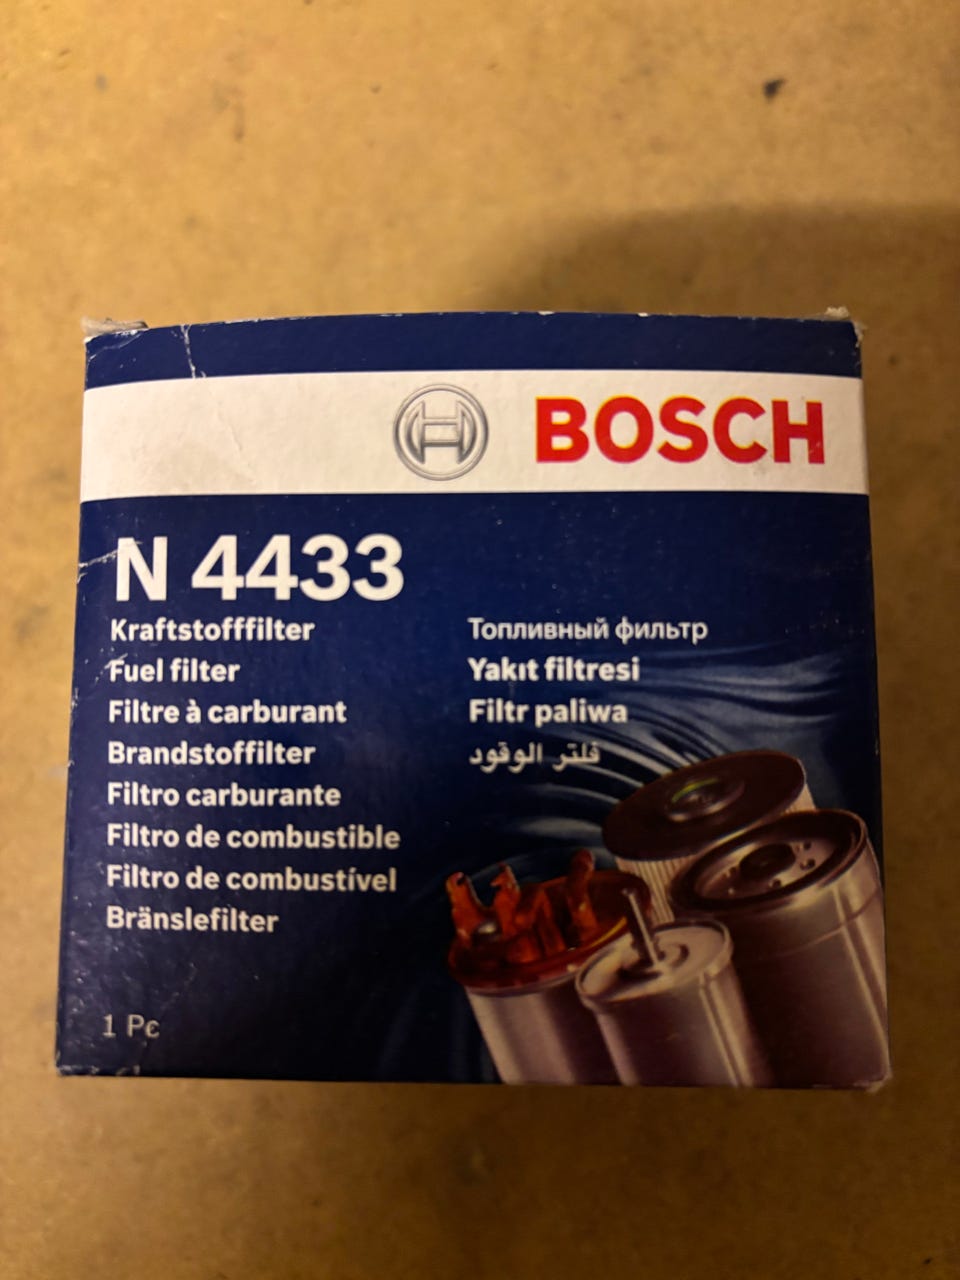 BOSCH
N 4433
Kraftstofffilter
Fuel filter
Filtre à carburant
Brandstoffilter
Filtro carburante
Filtro de combustible
Filtro de combustível
Bränslefilter
Топливный фильтр
Yakıt filtresi
Filtr paliwa
فلتر الوقود
1 Pc